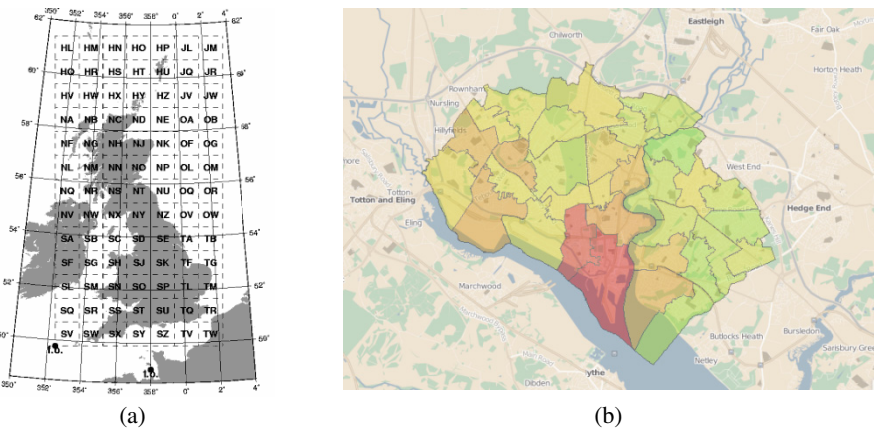 62˚ 350˚ 352˚ 354˚ 356˚ 358˚ 0˚ 2˚ 4˚ 62˚
HL HM HN HO HP JL JM
60˚ HQ HR HS HT HU JQ JR 60˚
HV HW HX HY HZ JV JW
58˚ NA NB NC ND NE OA OB 58˚
NF NG NH NJ NK OF OG
NL NM NN NO NP OL OM
56˚ NQ NR NS NT NU OQ OR 56˚
NV NW NX NY NZ OV OW
54˚ SA SB SC SD SE TA TB 54˚
SF SG SH SJ SK TF TG
52˚ SL SM SN SO SP TL TM 52˚
SQ SR SS ST SU TQ TR
50˚ SV SW SX SY SZ TV TW
f.o.
t.o.
350˚ 352˚ 354˚ 356˚ 358˚ 0˚ 2˚ 4˚
(a)
Eastleigh
Fair Oak
Chilworth
Horton Heath
Rownhams
Nursling
Hillyfields
West End
more
Totton
Totton and Eling
Hedge End
Eling
Marchwood
Marchwood Bypass
Butlocks Heath
Bursledon
Sarisbury Green
Netley
ythe
Dibden
(b)